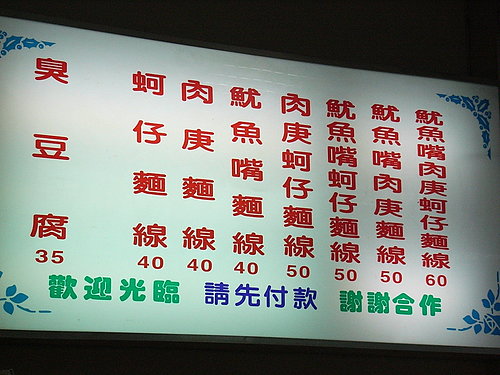 臭豆腐 35
蚵仔麵線 40
肉庚麵線 40
魷魚嘴麵線 40
肉庚蚵仔麵線 50
魷魚嘴蚵仔麵線 50
魷魚嘴肉庚麵線 50
魷魚嘴肉庚蚵仔麵線 60
歡迎光臨 請先付款 謝謝合作